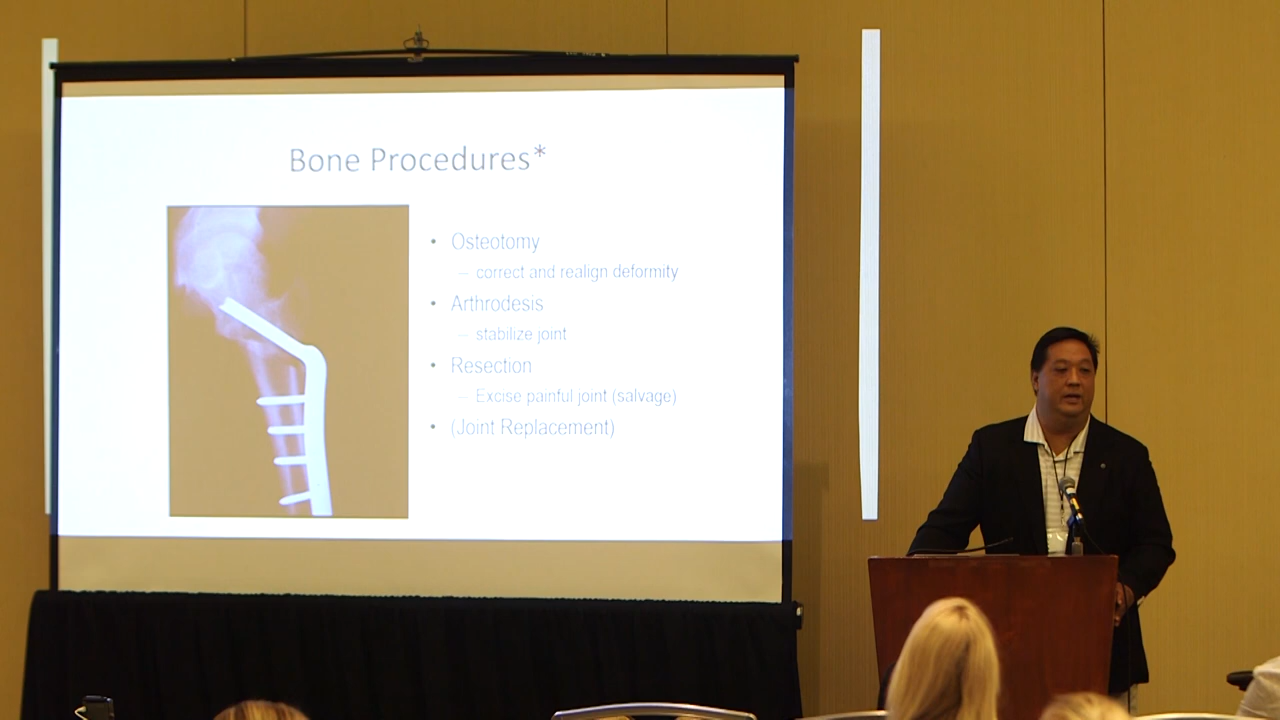 Bone Procedures*
• Osteotomy
– correct and realign deformity
• Arthrodesis
– stabilize joint
• Resection
– Excise painful joint (salvage)
• (Joint Replacement)